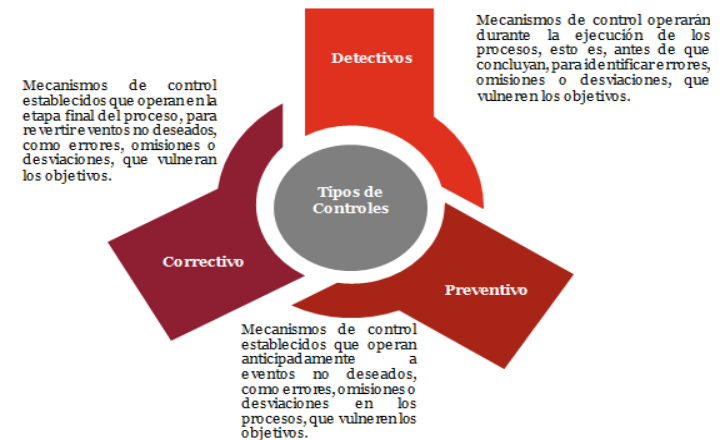 Detectivos
Mecanismos de control operarán
durante la ejecución de los
procesos, esto es, antes de que
concluyan, para identificar errores,
omisiones o desviaciones, que
vulneren los objetivos.
Mecanismos de control
establecidos que operan en la
etapa final del proceso, para
revertir eventos no deseados,
como errores, omisiones o
desviaciones, que vulneran
los objetivos.
Tipos de
Controles
Correctivo
Preventivo
Mecanismos de control
establecidos que operan
anticipadamente a
eventos no deseados,
como errores, omisiones o
desviaciones en los
procesos, que vulneren los
objetivos.